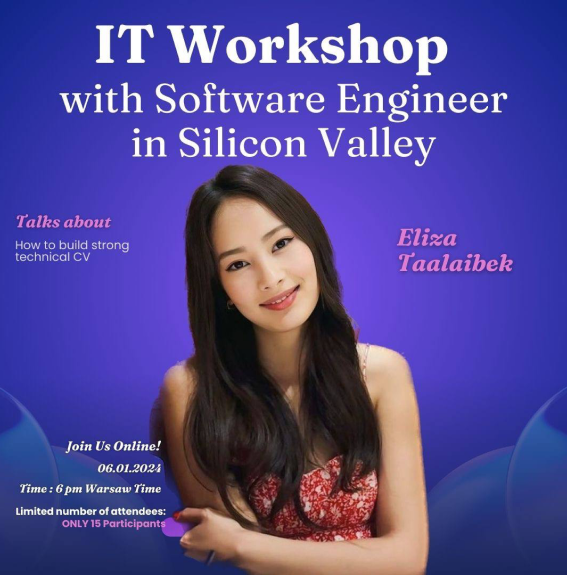 IT Workshop
with Software Engineer
in Silicon Valley
Talks about
How to build strong
technical CV
Eliza
Taalaibek
Join Us Online!
06.01.2024
Time : 6 pm Warsaw Time
Limited number of attendees:
ONLY 15 Participants